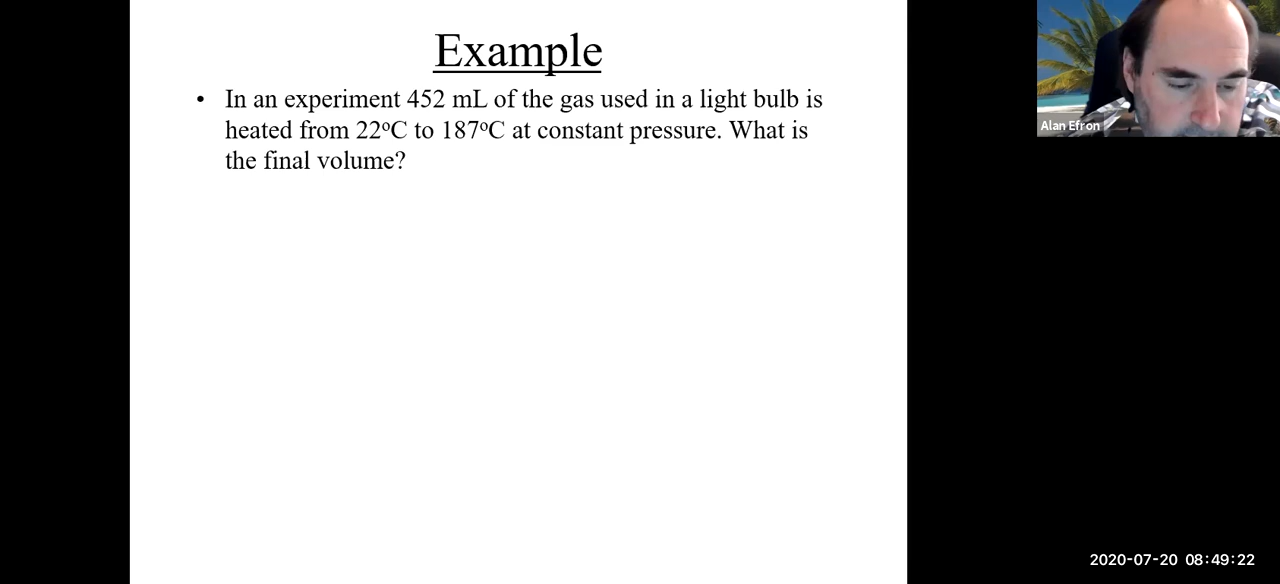 Example
• In an experiment 452 mL of the gas used in a light bulb is
heated from 22ºC to 187ºC at constant pressure. What is
the final volume?
Alan Efron
2020-07-20 08:49:22